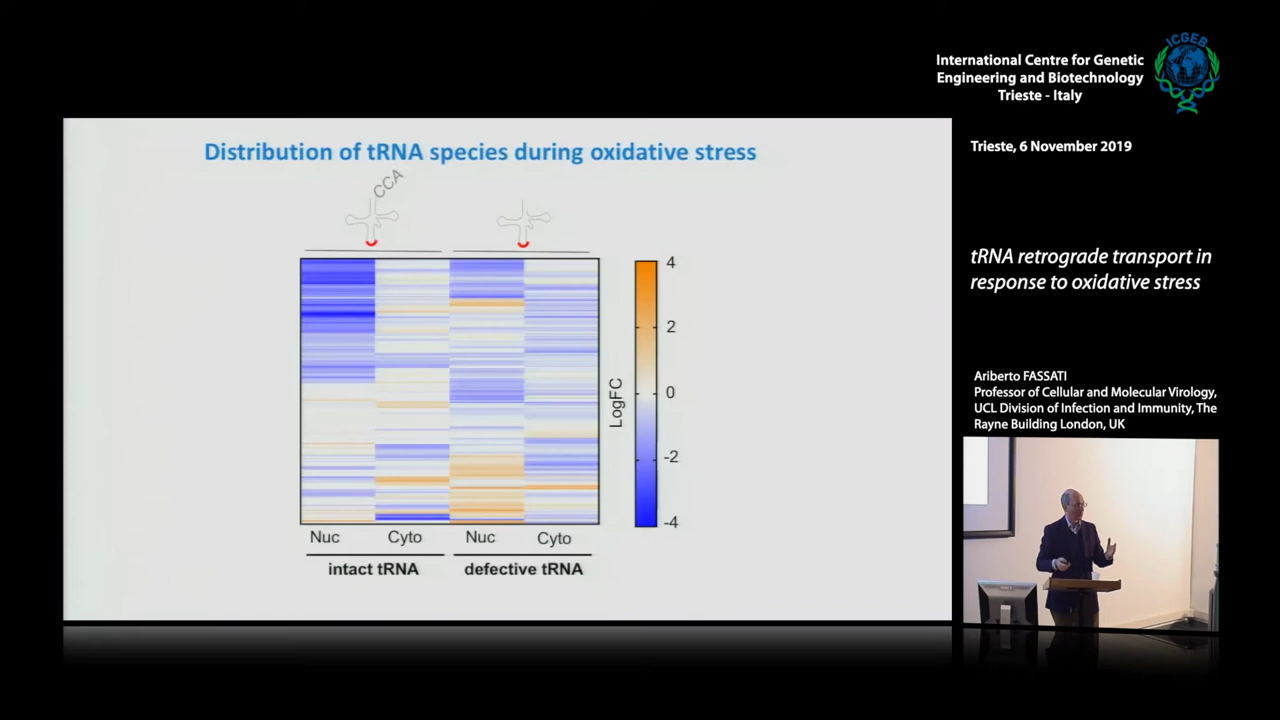 ICGEB
International Centre for Genetic
Engineering and Biotechnology
Trieste - Italy
Trieste, 6 November 2019
Distribution of tRNA species during oxidative stress
CCA
4
2
0
-2
-4
LogFC
Nuc Cyto Nuc Cyto
intact tRNA defective tRNA
tRNA retrograde transport in
response to oxidative stress
Ariberto FASSATI
Professor of Cellular and Molecular Virology,
UCL Division of Infection and Immunity, The
Rayne Building London, UK